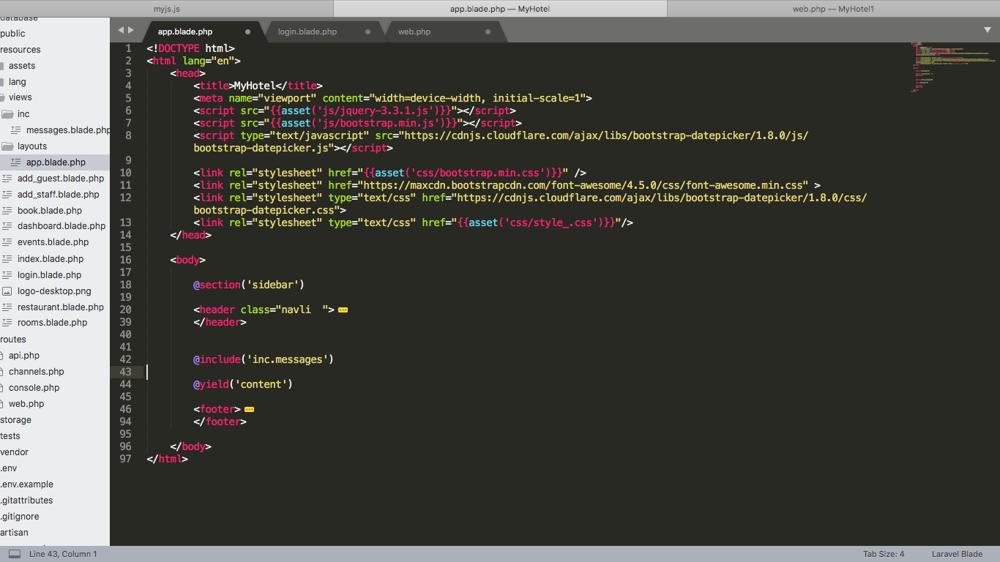 myjs.js
app.blade.php — MyHotel
web.php — MyHotel1
database
public
resources
assets
lang
views
inc
messages.blade.php
layouts
app.blade.php
add_guest.blade.php
add_staff.blade.php
book.blade.php
dashboard.blade.php
events.blade.php
index.blade.php
login.blade.php
logo-desktop.png
restaurant.blade.php
rooms.blade.php
routes
api.php
channels.php
console.php
web.php
storage
tests
vendor
.env
.env.example
.gitattributes
.gitignore
artisan
app.blade.php
login.blade.php
web.php
1 <!DOCTYPE html>
2 <html lang="en">
3 <head>
4 <title>MyHotel</title>
5 <meta name="viewport" content="width=device-width, initial-scale=1">
6 <script src="{{asset('js/jquery-3.3.1.js')}}"></script>
7 <script src="{{asset('js/bootstrap.min.js')}}"></script>
8 <script type="text/javascript" src="https://cdnjs.cloudflare.com/ajax/libs/bootstrap-datepicker/1.8.0/js/
bootstrap-datepicker.js"></script>
9
10 <link rel="stylesheet" href="{{asset('css/bootstrap.min.css')}}" />
11 <link rel="stylesheet" href="https://maxcdn.bootstrapcdn.com/font-awesome/4.5.0/css/font-awesome.min.css" >
12 <link rel="stylesheet" type="text/css" href="https://cdnjs.cloudflare.com/ajax/libs/bootstrap-datepicker/1.8.0/css/
bootstrap-datepicker.css">
13 <link rel="stylesheet" type="text/css" href="{{asset('css/style_.css')}}"/>
14 </head>
15
16 <body>
17
18 @section('sidebar')
19
20 <header class="navli  ">
39 </header>
40
41
42 @include('inc.messages')
43
44 @yield('content')
45
46 <footer>
94 </footer>
95
96 </body>
97 </html>
Line 43, Column 1
Tab Size: 4
Laravel Blade